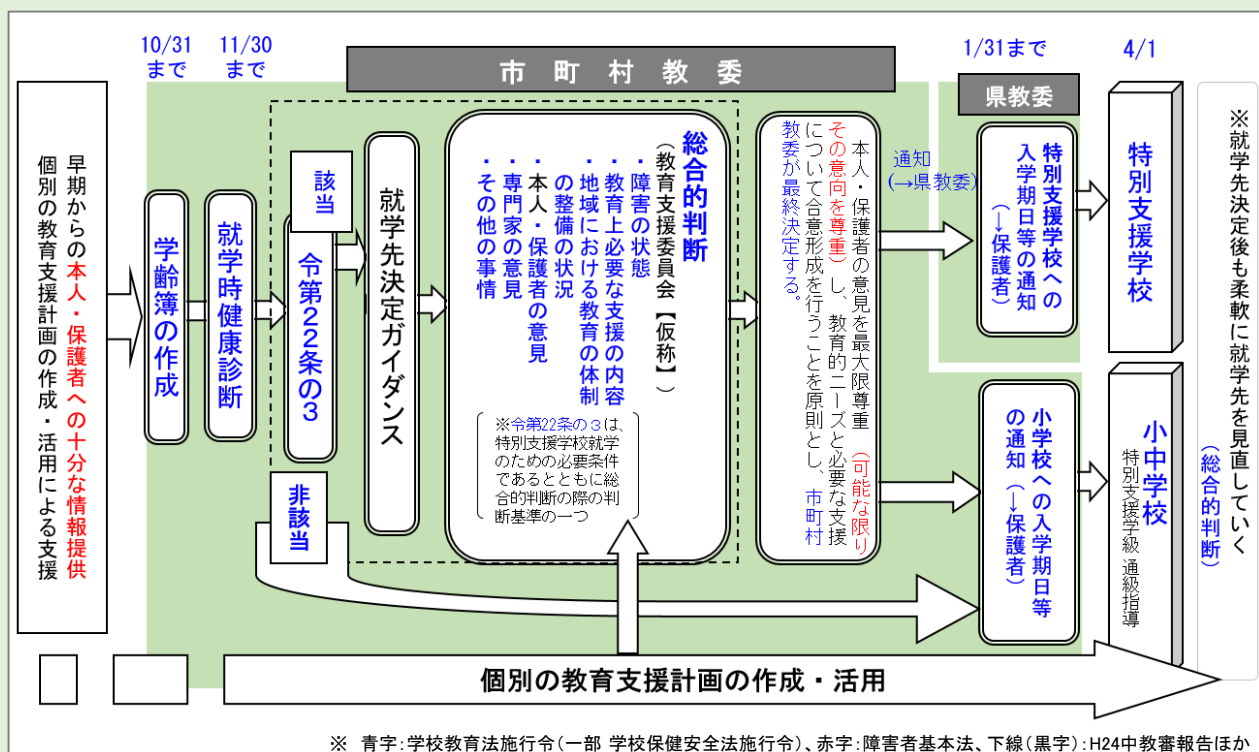 10/31
まで
11/30
まで
市町村教委
1/31まで
4/1
県教委
早期からの本人・保護者への十分な情報提供
個別の教育支援計画の作成・活用による支援
学齢簿の作成
就学時健康診断
該当
令第22条の3
非該当
就学先決定ガイダンス
総合的判断
(教育支援委員会【仮称】)
・障害の状態
・教育上必要な支援の内容
・地域における教育の体制
の整備の状況
・本人・保護者の意見
・専門家の意見
・その他の事情
※令第22条の3は、
特別支援学校就学
のための必要条件
であるとともに総
合的判断の際の判
断基準の一つ
本人・保護者の意見を最大限尊重(可能な限り
その意向を尊重)し、教育的ニーズと必要な支援
について合意形成を行うことを原則とし、市町村
教委が最終決定する。
通知
(→県教委)
特別支援学校への
入学期日等の通知
(→保護者)
特別支援学校
小学校への入学期日等
の通知(→保護者)
小中学校
特別支援学級 通級指導
※就学先決定後も柔軟に就学先を見直していく
(総合的判断)
個別の教育支援計画の作成・活用
※ 青字:学校教育法施行令(一部 学校保健安全法施行令)、赤字:障害者基本法、下線(黒字):H24中教審報告ほか